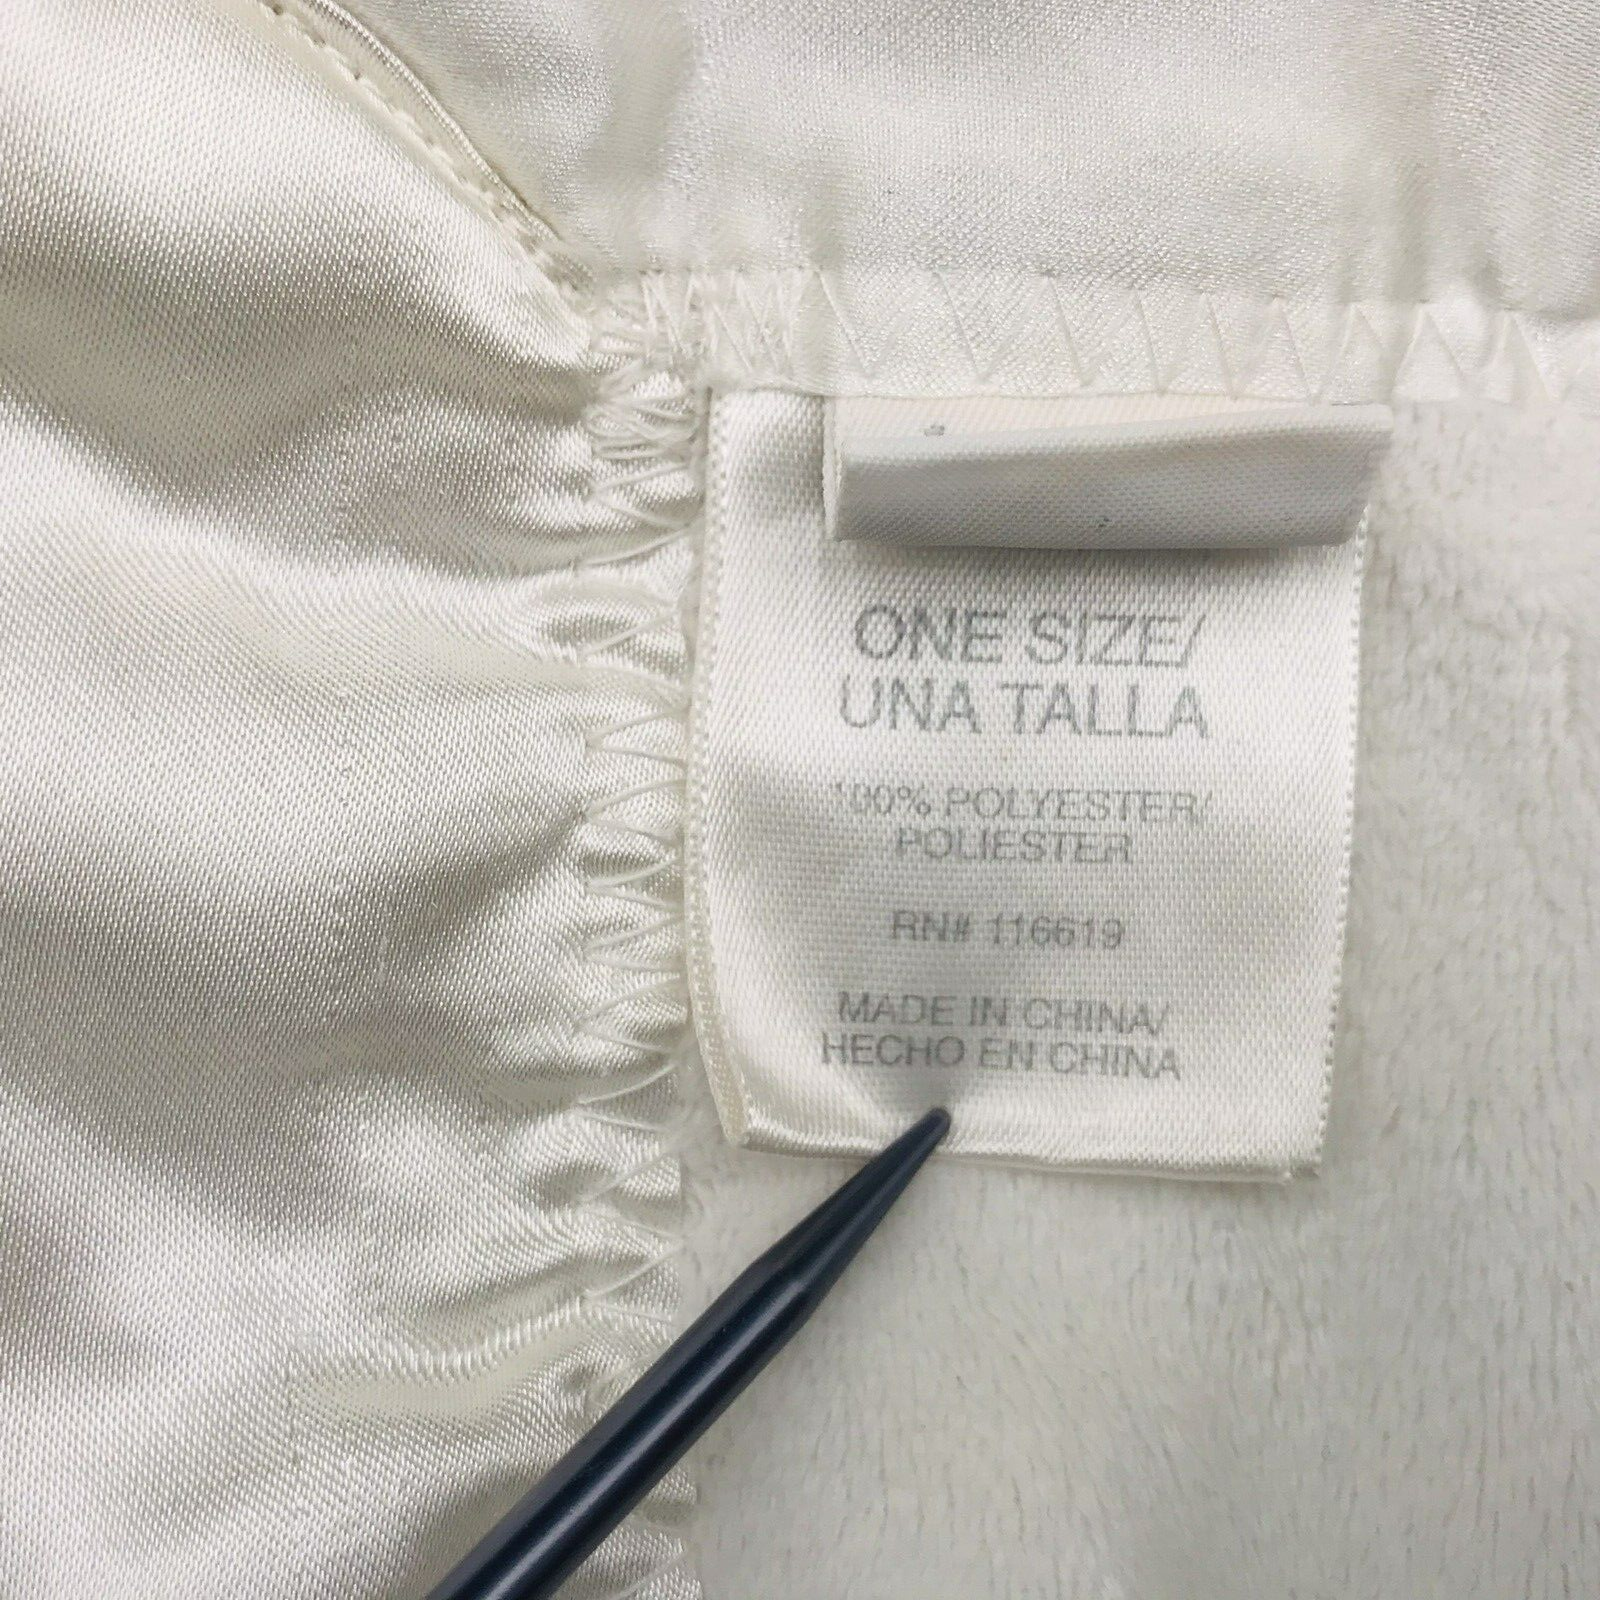 ONE SIZE/
UNA TALLA
100% POLYESTER/
POLIESTER
RN# 116619
MADE IN CHINA/
HECHO EN CHINA